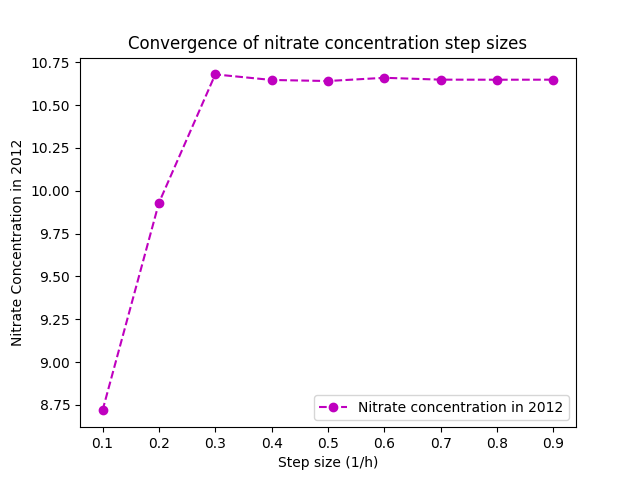 Convergence of nitrate concentration step sizes
Nitrate Concentration in 2012
10.75
10.50
10.25
10.00
9.75
9.50
9.25
9.00
8.75
Nitrate concentration in 2012
0.1 0.2 0.3 0.4 0.5 0.6 0.7 0.8 0.9
Step size (1/h)